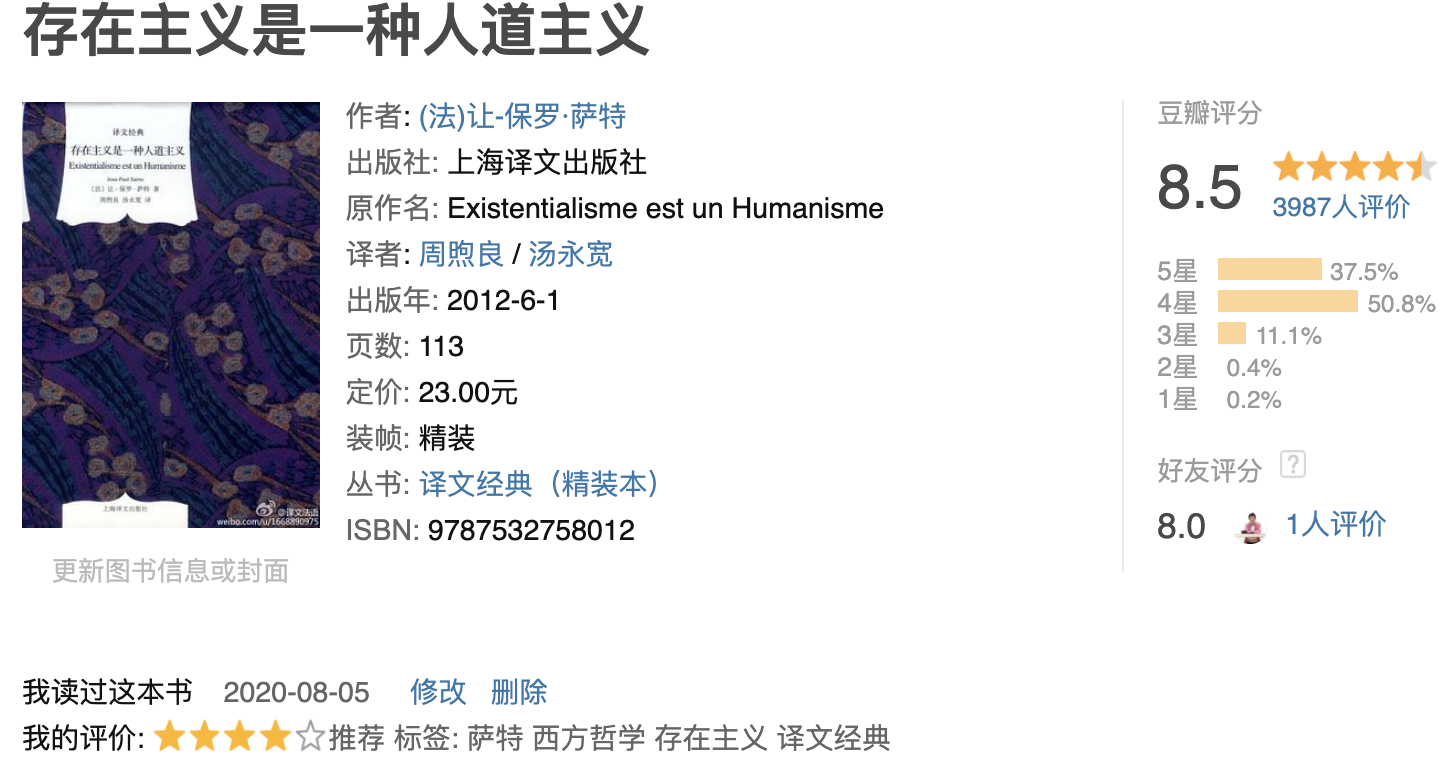 存在主义是一种人道主义
译文经典
存在主义是一种人道主义
Existentialisme est un Humanisme
Jean-Paul Sartre
（法）让-保罗·萨特 著
周煦良 汤永宽 译
上海译文出版社
@译文法语
weibo.com/u/1668890975
更新图书信息或封面
作者: (法)让-保罗·萨特
出版社: 上海译文出版社
原作名: Existentialisme est un Humanisme
译者: 周煦良 / 汤永宽
出版年: 2012-6-1
页数: 113
定价: 23.00元
装帧: 精装
丛书: 译文经典（精装本）
ISBN: 9787532758012
豆瓣评分
8.5
3987人评价
5星 37.5%
4星 50.8%
3星 11.1%
2星 0.4%
1星 0.2%
好友评分 ?
8.0 1人评价
我读过这本书 2020-08-05 修改 删除
我的评价: 推荐 标签: 萨特 西方哲学 存在主义 译文经典